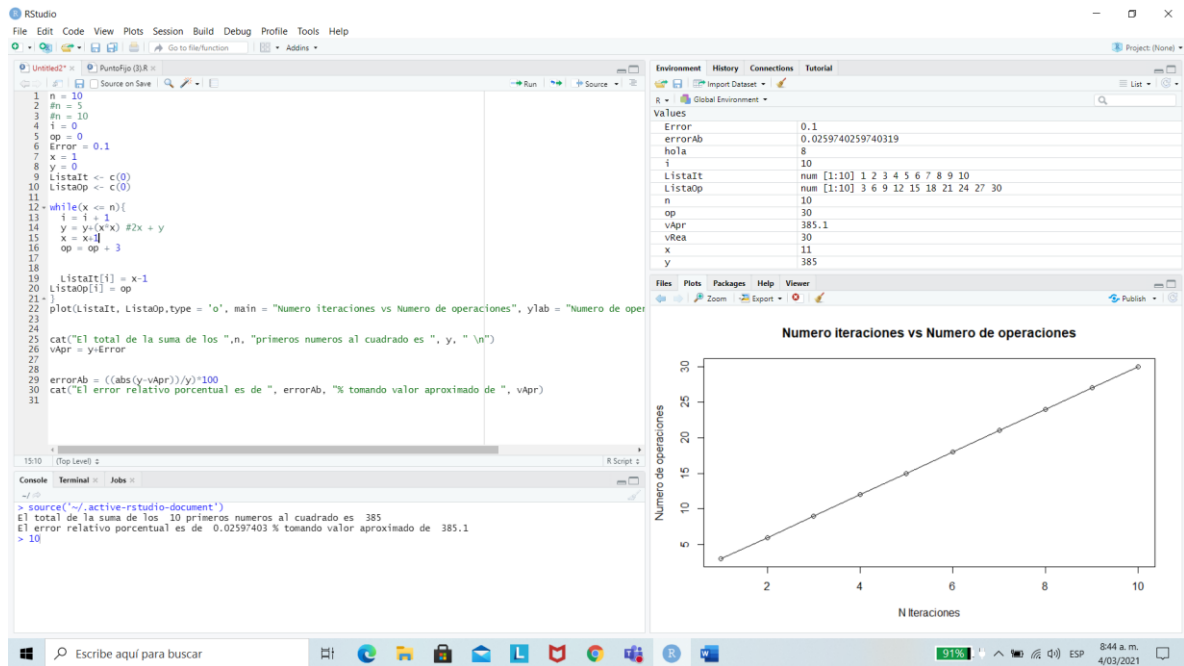 RStudio
File Edit Code View Plots Session Build Debug Profile Tools Help
Go to file/function Addins
Project: (None)
Untitled2* PuntoFijo (3).R
Source on Save Run Source
1 n = 10
2 #n = 5
3 #n = 10
4 i = 0
5 op = 0
6 Error = 0.1
7 x = 1
8 y = 0
9 ListaIt <- c(0)
10 ListaOp <- c(0)
11
12 while(x <= n){
13 i = i + 1
14 y = y+(x*x) #2x + y
15 x = x+1
16 op = op + 3
17
18
19 ListaIt[i] = x-1
20 ListaOp[i] = op
21 }
22 plot(ListaIt, ListaOp,type = 'o', main = "Numero iteraciones vs Numero de operaciones", ylab = "Numero de oper
23
24
25 cat("El total de la suma de los ",n, "primeros numeros al cuadrado es ", y, " \n")
26 vApr = y+Error
27
28
29 errorAb = ((abs(y-vApr))/y)*100
30 cat("El error relativo porcentual es de ", errorAb, "% tomando valor aproximado de ", vApr)
31
15:10 (Top Level) R Script
Console Terminal Jobs
~/
> source('~/.active-rstudio-document')
El total de la suma de los  10 primeros numeros al cuadrado es  385
El error relativo porcentual es de  0.02597403 % tomando valor aproximado de  385.1
> 10
Environment History Connections Tutorial
Import Dataset List
R Global Environment
Values
Error 0.1
errorAb 0.0259740259740319
hola 8
i 10
ListaIt num [1:10] 1 2 3 4 5 6 7 8 9 10
ListaOp num [1:10] 3 6 9 12 15 18 21 24 27 30
n 10
op 30
vApr 385.1
vRea 30
x 11
y 385
Files Plots Packages Help Viewer
Zoom Export Publish
Numero iteraciones vs Numero de operaciones
Numero de operaciones
30
25
20
15
10
5
2 4 6 8 10
N Iteraciones
Escribe aquí para buscar
L
R
W
91%
ESP
8:44 a. m.
4/03/2021